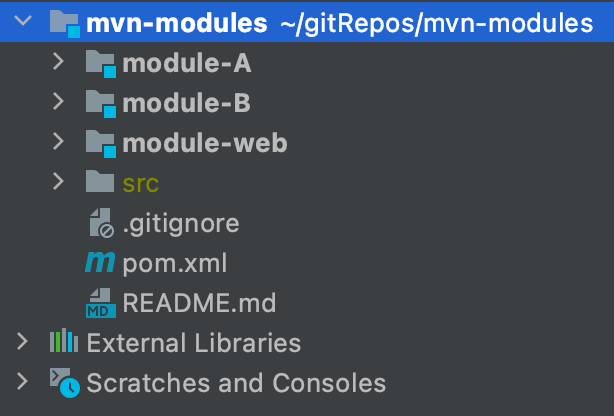 mvn-modules ~/gitRepos/mvn-modules
module-A
module-B
module-web
src
.gitignore
m pom.xml
MD README.md
External Libraries
Scratches and Consoles